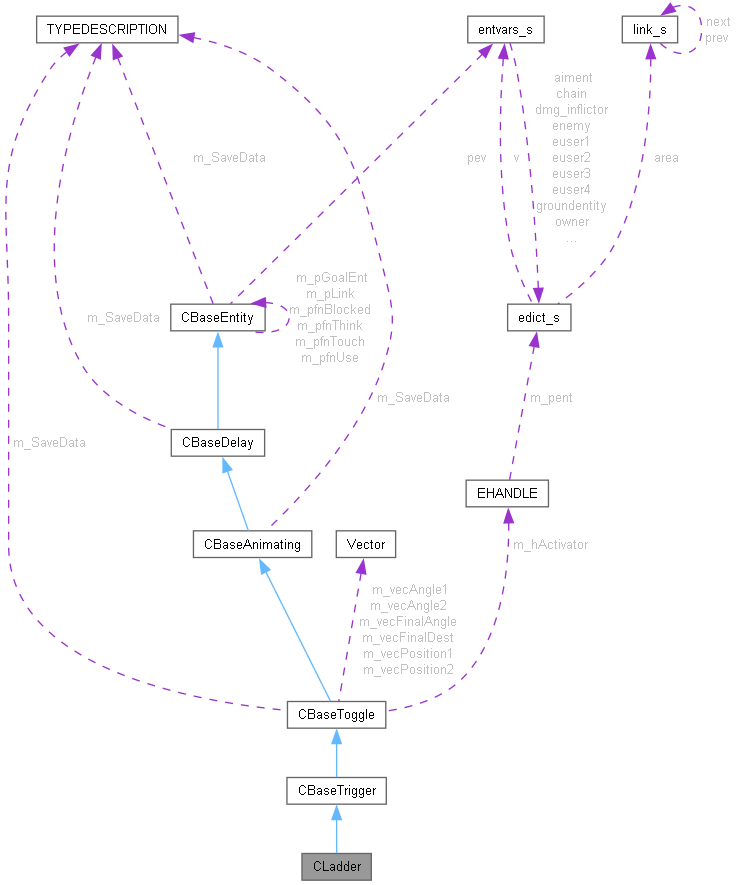 TYPEDESCRIPTION
entvars_s
link_s
next
prev
aiment
chain
dmg_inflictor
enemy
euser1
euser2
euser3
euser4
groundentity
owner
...
m_SaveData
pev
v
area
m_pGoalEnt
m_pLink
m_pfnBlocked
m_pfnThink
m_pfnTouch
m_pfnUse
CBaseEntity
edict_s
m_SaveData
m_pent
m_SaveData
m_SaveData
CBaseDelay
EHANDLE
CBaseAnimating
Vector
m_hActivator
m_vecAngle1
m_vecAngle2
m_vecFinalAngle
m_vecFinalDest
m_vecPosition1
m_vecPosition2
CBaseToggle
CBaseTrigger
CLadder